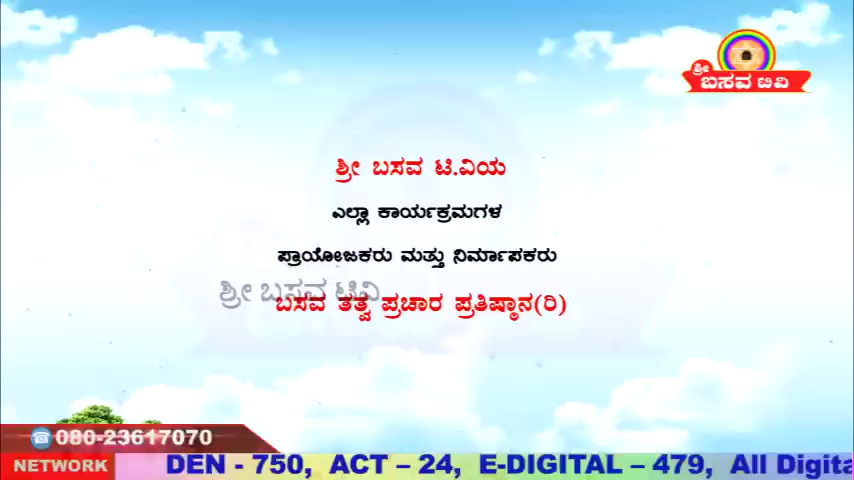 ಶ್ರೀ
ಬಸವ ಟಿವಿ
ಶ್ರೀ ಬಸವ ಟಿ.ವಿಯ
ಎಲ್ಲಾ ಕಾರ್ಯಕ್ರಮಗಳ
ಪ್ರಾಯೋಜಕರು ಮತ್ತು ನಿರ್ಮಾಪಕರು
ಶ್ರೀ ಬಸವ ಟಿವಿ
ಬಸವ ತತ್ವ ಪ್ರಚಾರ ಪ್ರತಿಷ್ಠಾನ(ರಿ)
080-23617070
NETWORK DEN - 750, ACT – 24, E-DIGITAL – 479, All Digita